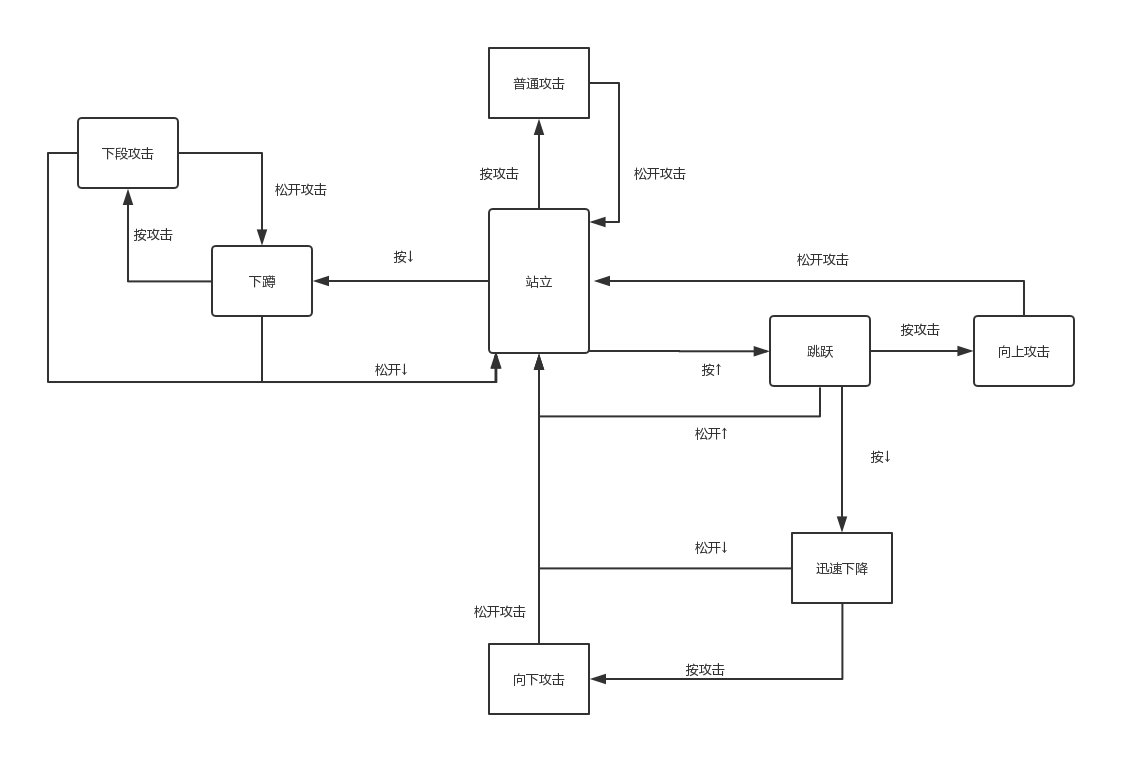 普通攻击
下段攻击
按攻击
松开攻击
松开攻击
按攻击
按↓
松开攻击
下蹲
站立
按攻击
跳跃
向上攻击
松开↓
按↑
松开↑
按↓
松开↓
迅速下降
松开攻击
按攻击
向下攻击